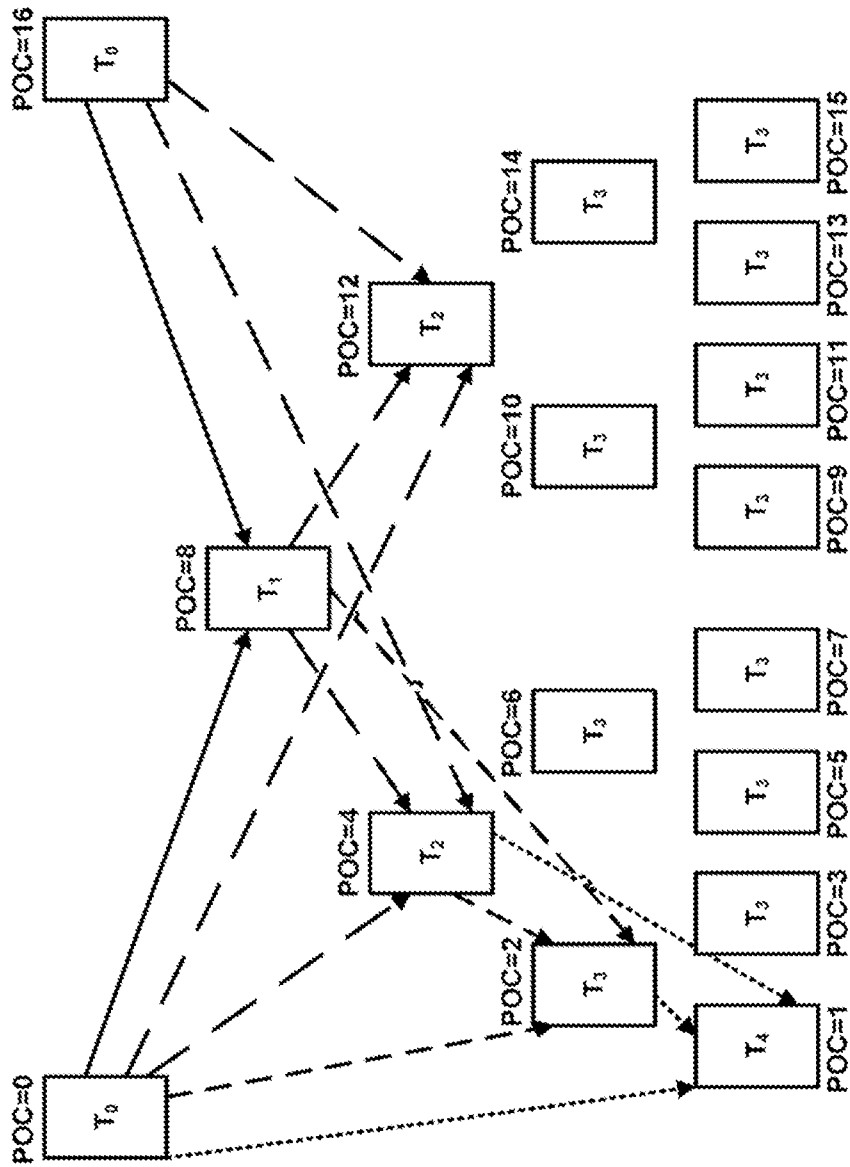 POC=0
T₀
POC=16
T₀
POC=8
T₁
POC=4
T₂
POC=12
T₂
POC=2
T₃
POC=6
T₃
POC=10
T₃
POC=14
T₃
T₄
POC=1
T₃
POC=3
T₃
POC=5
T₃
POC=7
T₃
POC=9
T₃
POC=11
T₃
POC=13
T₃
POC=15